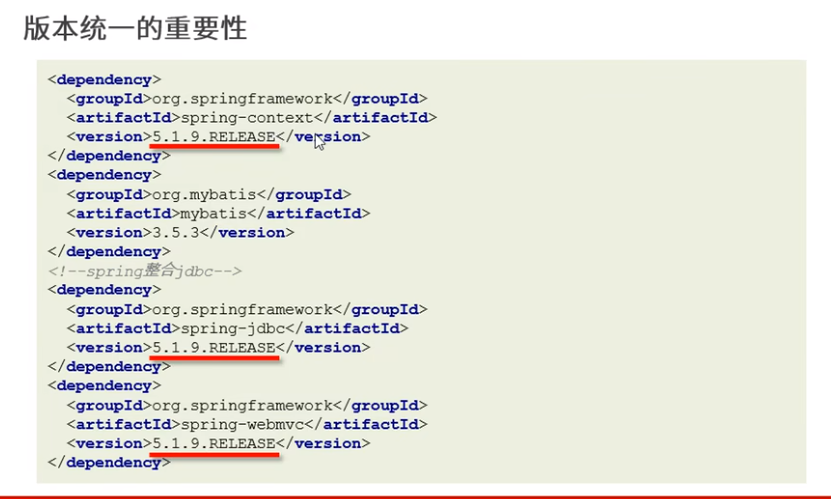 版本统一的重要性
<dependency>
<groupId>org.springframework</groupId>
<artifactId>spring-context</artifactId>
<version>5.1.9.RELEASE</version>
</dependency>
<dependency>
<groupId>org.mybatis</groupId>
<artifactId>mybatis</artifactId>
<version>3.5.3</version>
</dependency>
<!--spring整合jdbc-->
<dependency>
<groupId>org.springframework</groupId>
<artifactId>spring-jdbc</artifactId>
<version>5.1.9.RELEASE</version>
</dependency>
<dependency>
<groupId>org.springframework</groupId>
<artifactId>spring-webmvc</artifactId>
<version>5.1.9.RELEASE</version>
</dependency>